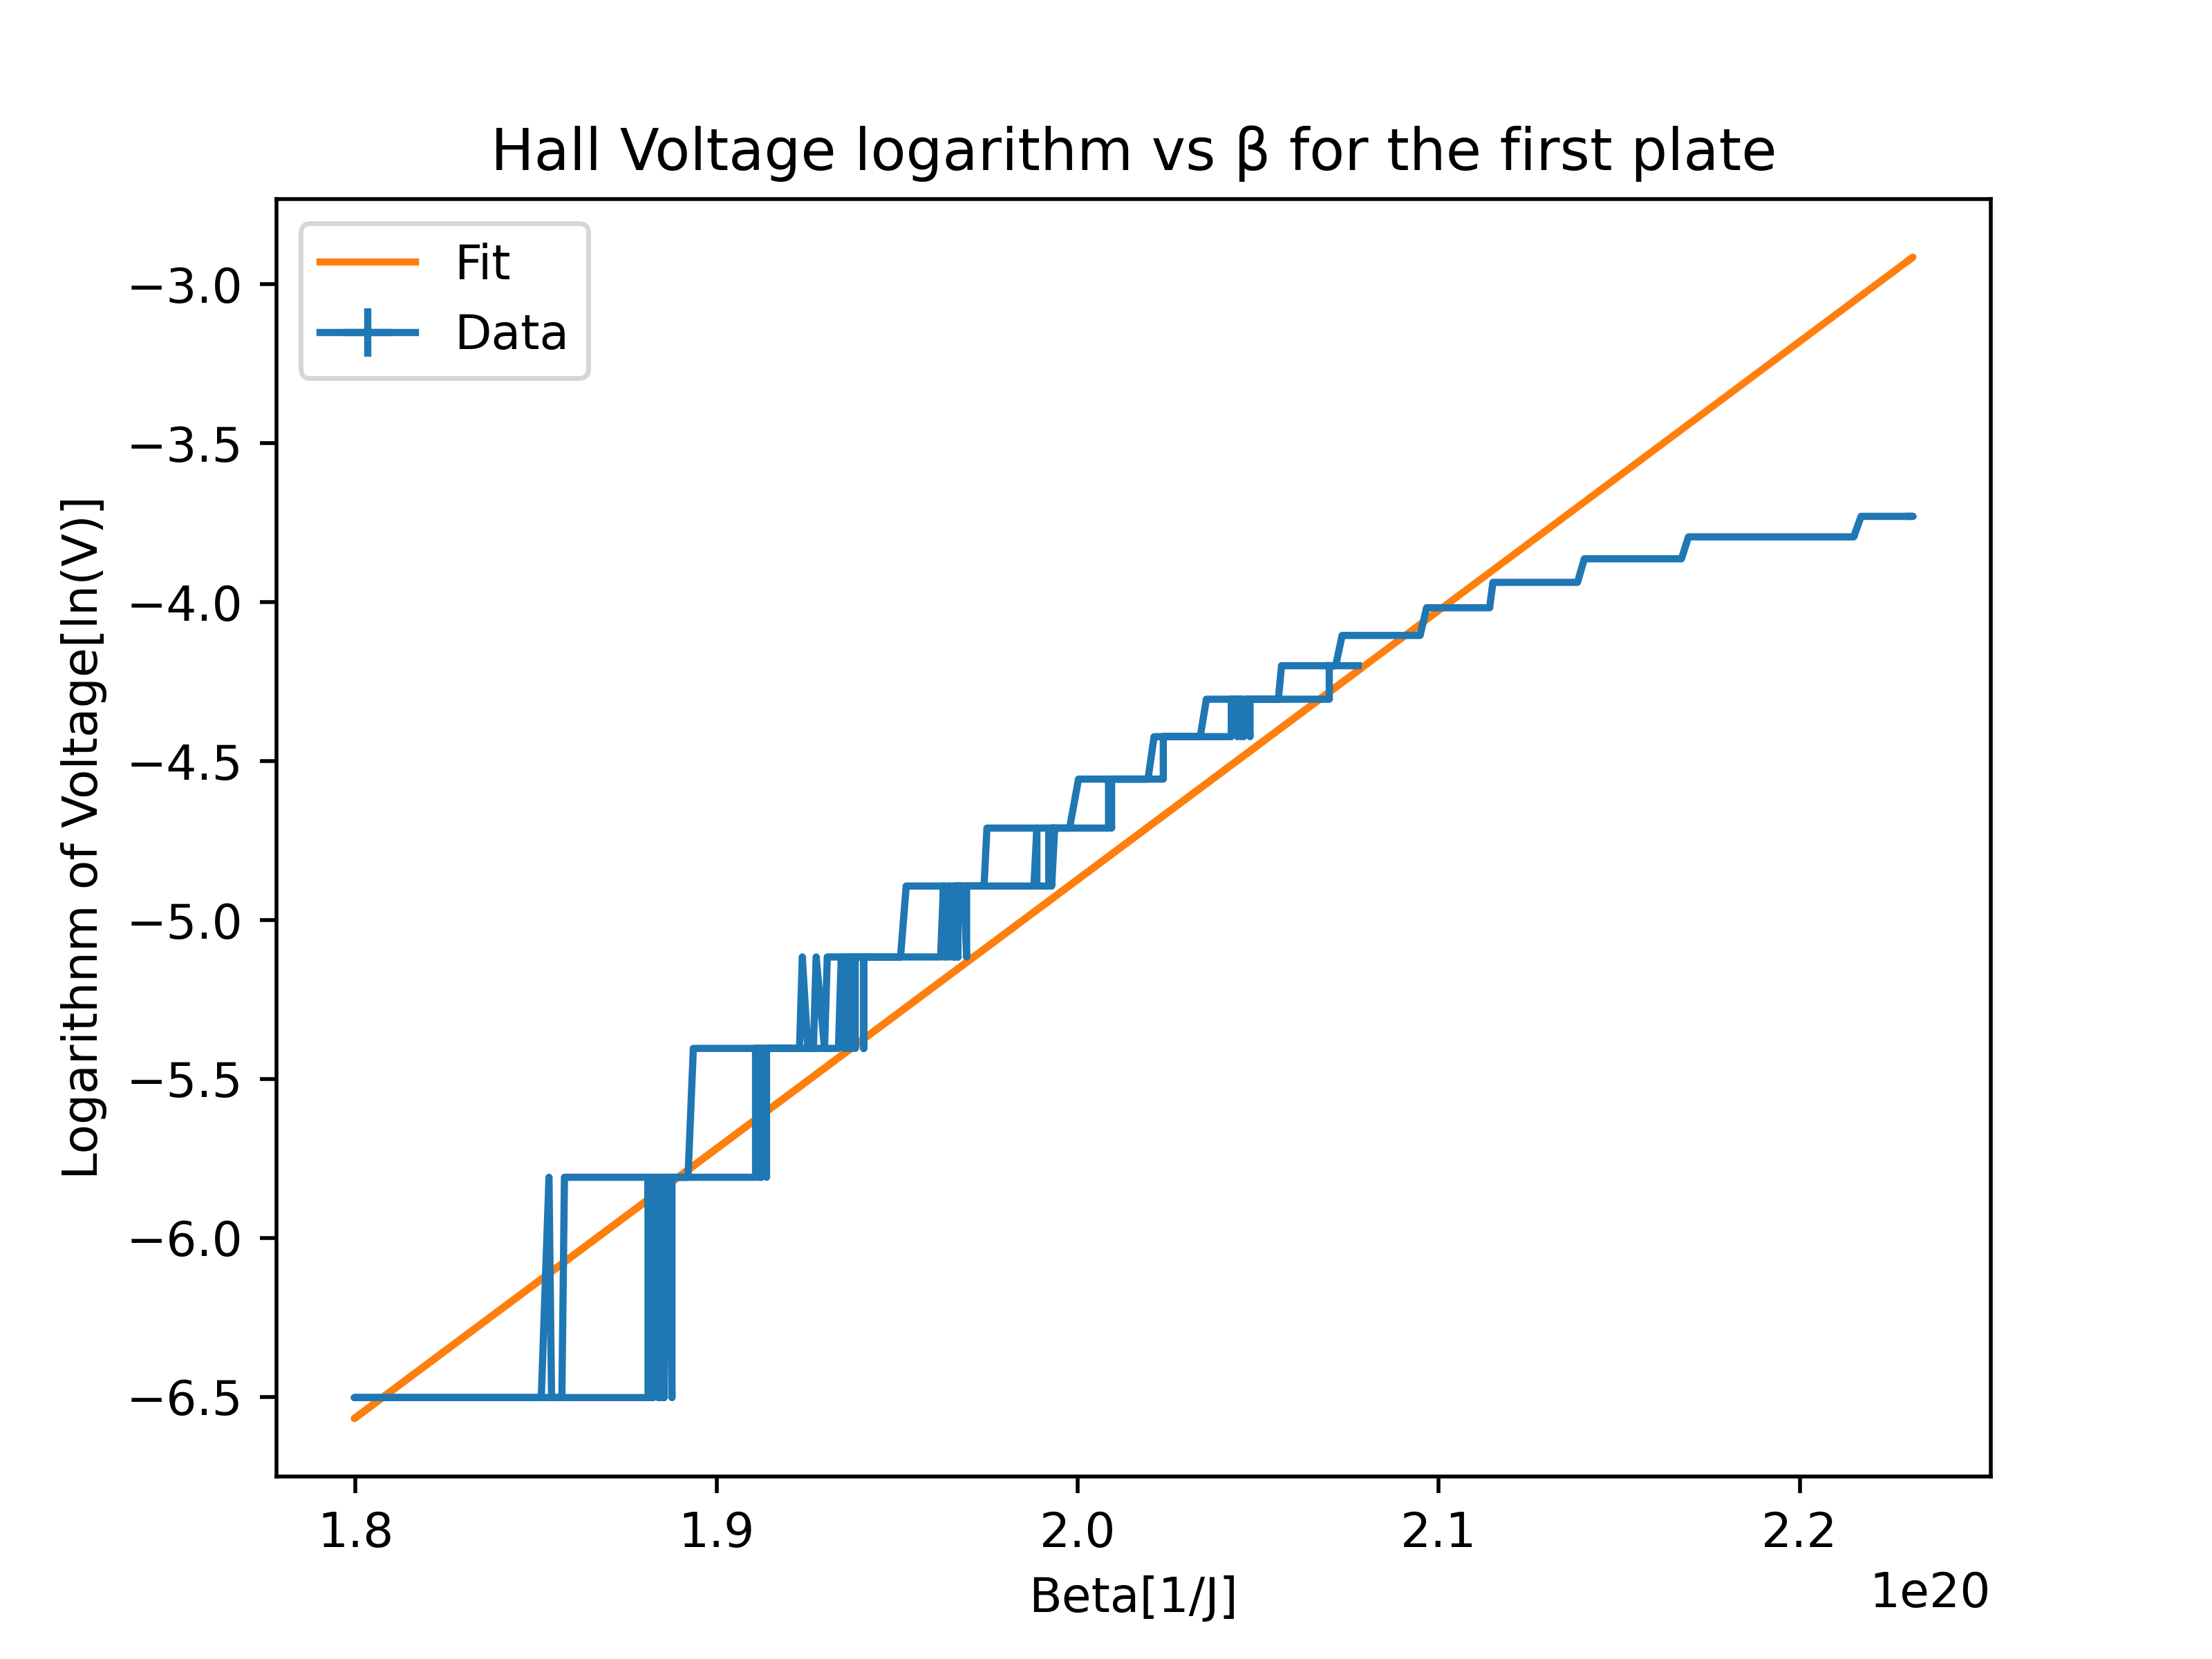 Hall Voltage logarithm vs β for the first plate
Fit
Data
−3.0
−3.5
−4.0
−4.5
−5.0
−5.5
−6.0
−6.5
Logarithnm of Voltage[ln(V)]
1.8 1.9 2.0 2.1 2.2
1e20
Beta[1/J]